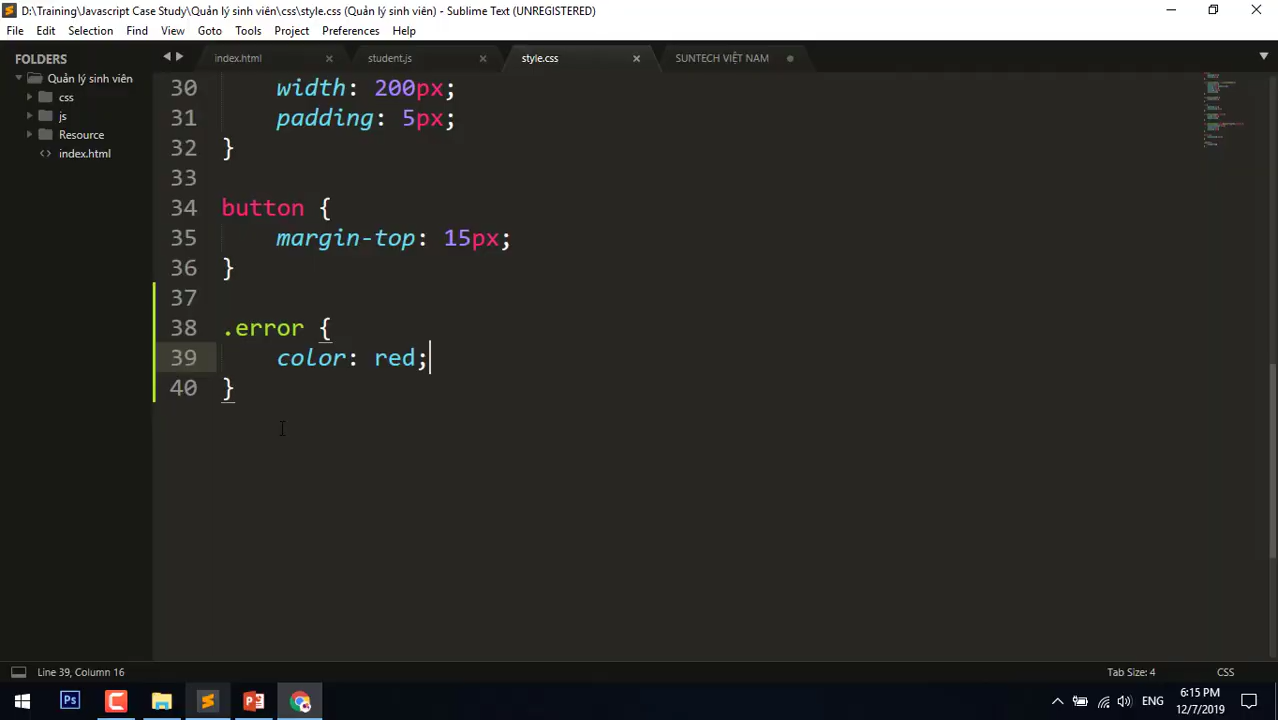 D:\Training\Javascript Case Study\Quản lý sinh viên\css\style.css (Quản lý sinh viên) - Sublime Text (UNREGISTERED)
File Edit Selection Find View Goto Tools Project Preferences Help
FOLDERS
Quản lý sinh viên
css
js
Resource
index.html
index.html student.js style.css SUNTECH VIỆT NAM
30 width: 200px;
31 padding: 5px;
32 }
33
34 button {
35 margin-top: 15px;
36 }
37
38 .error {
39 color: red;
40 }
Line 39, Column 16 Tab Size: 4 CSS
Ps
ENG
6:15 PM
12/7/2019